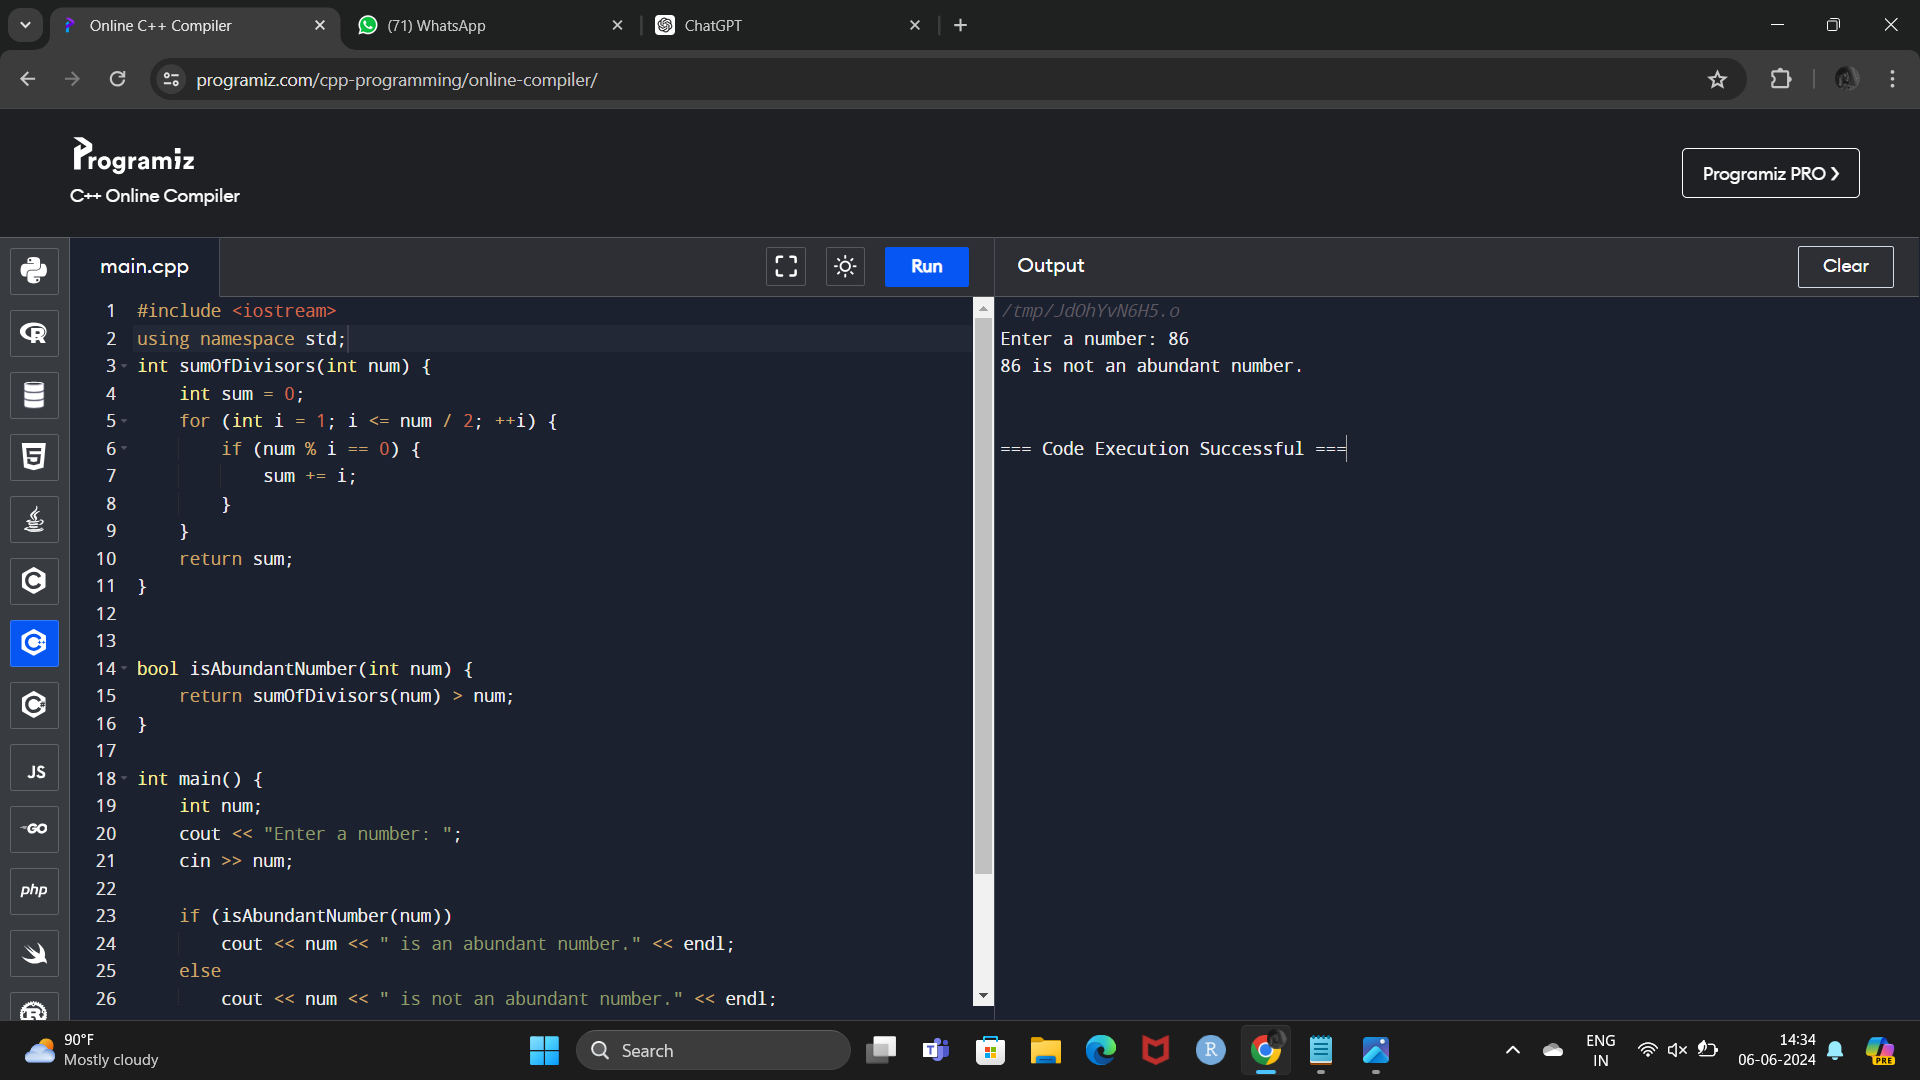 Online C++ Compiler
(71) WhatsApp
ChatGPT
programiz.com/cpp-programming/online-compiler/
Programiz
C++ Online Compiler
Programiz PRO ❯
main.cpp
Run
Output
Clear
1 #include <iostream>
2 using namespace std;
3 int sumOfDivisors(int num) {
4 int sum = 0;
5 for (int i = 1; i <= num / 2; ++i) {
6 if (num % i == 0) {
7 sum += i;
8 }
9 }
10 return sum;
11 }
12
13
14 bool isAbundantNumber(int num) {
15 return sumOfDivisors(num) > num;
16 }
17
18 int main() {
19 int num;
20 cout << "Enter a number: ";
21 cin >> num;
22
23 if (isAbundantNumber(num))
24 cout << num << " is an abundant number." << endl;
25 else
26 cout << num << " is not an abundant number." << endl;
/tmp/JdOhYvN6H5.o
Enter a number: 86
86 is not an abundant number.
=== Code Execution Successful ===
JS
GO
php
90°F
Mostly cloudy
Search
ENG
IN
14:34
06-06-2024
PRE